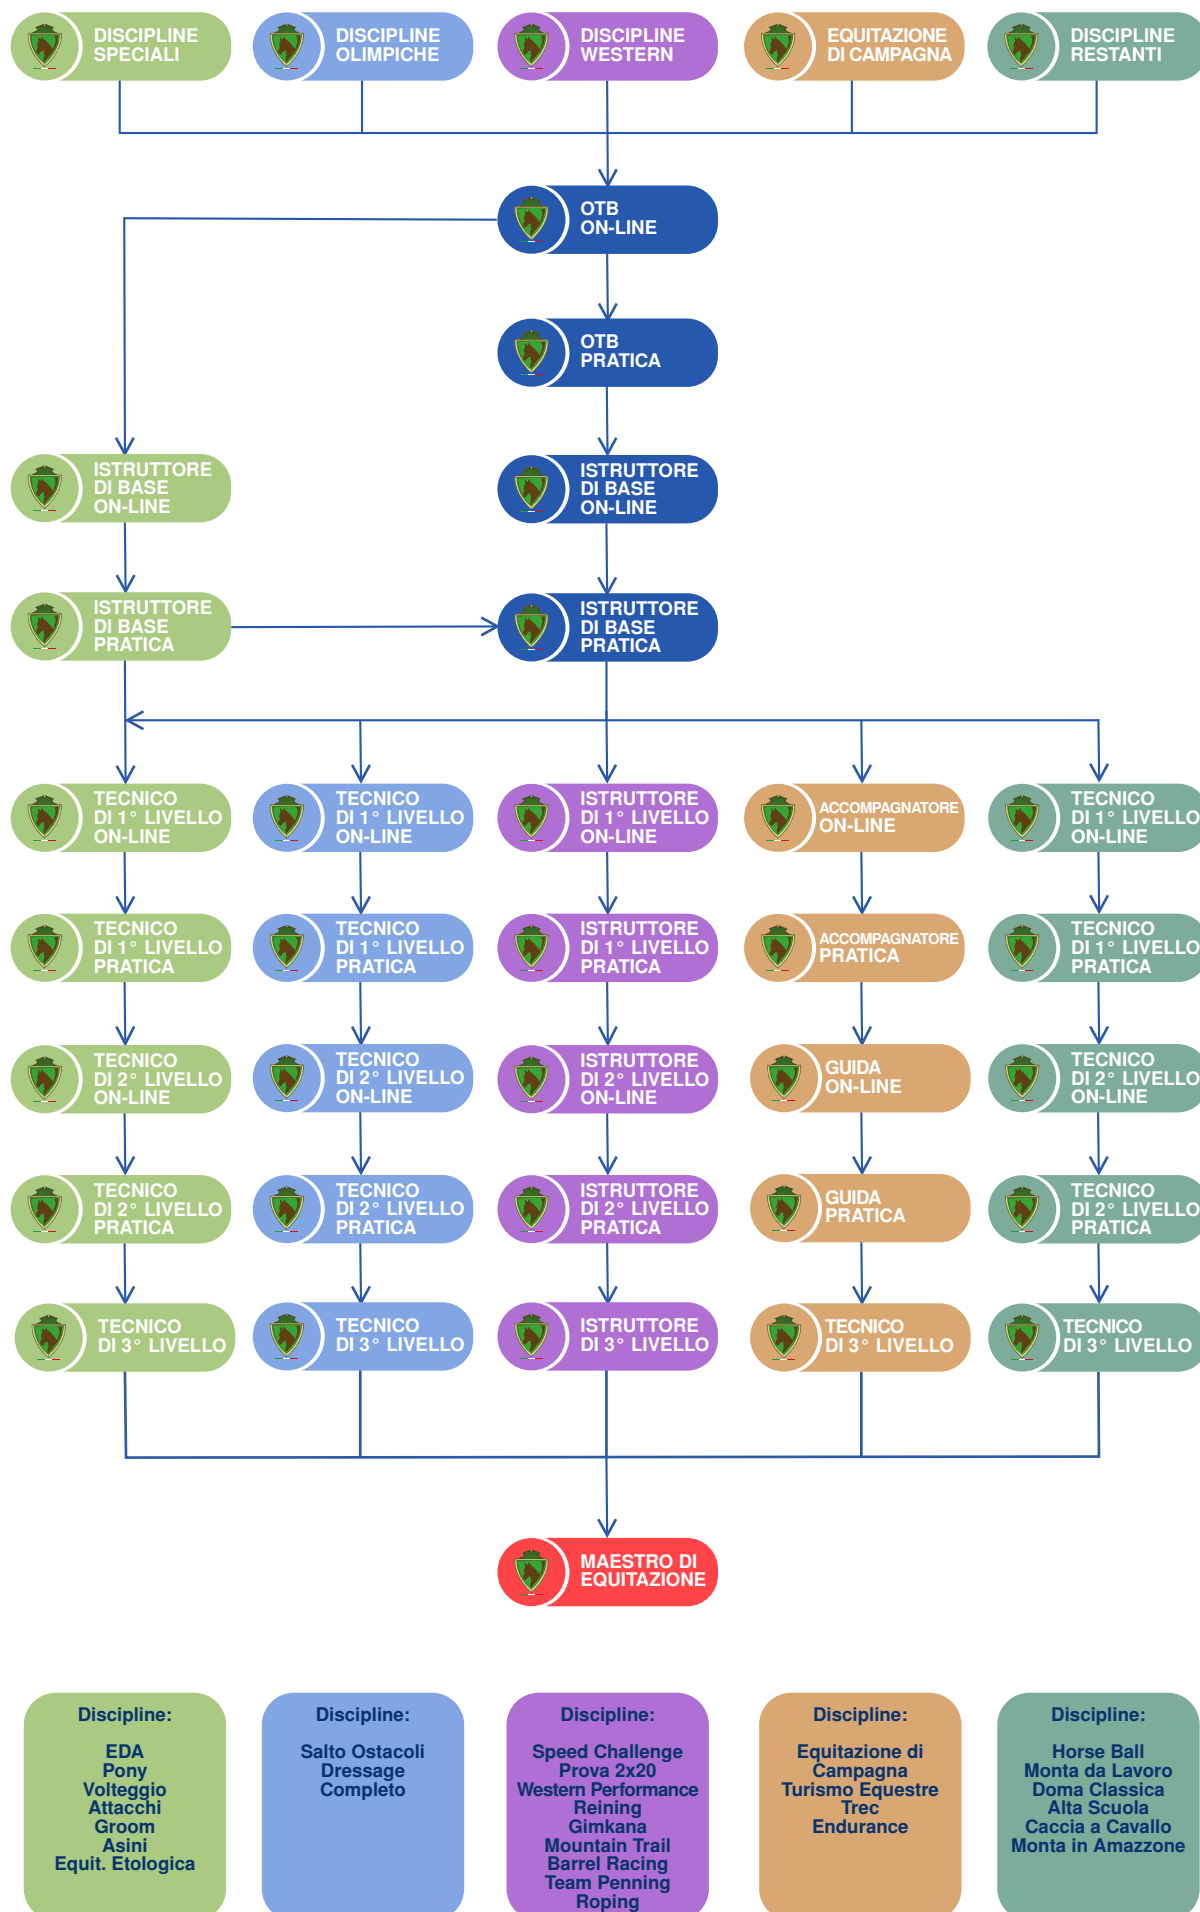 DISCIPLINE
SPECIALI
DISCIPLINE
OLIMPICHE
DISCIPLINE
WESTERN
EQUITAZIONE
DI CAMPAGNA
DISCIPLINE
RESTANTI
OTB
ON-LINE
OTB
PRATICA
ISTRUTTORE
DI BASE
ON-LINE
ISTRUTTORE
DI BASE
ON-LINE
ISTRUTTORE
DI BASE
PRATICA
ISTRUTTORE
DI BASE
PRATICA
TECNICO
DI 1° LIVELLO
ON-LINE
TECNICO
DI 1° LIVELLO
ON-LINE
ISTRUTTORE
DI 1° LIVELLO
ON-LINE
ACCOMPAGNATORE
ON-LINE
TECNICO
DI 1° LIVELLO
ON-LINE
TECNICO
DI 1° LIVELLO
PRATICA
TECNICO
DI 1° LIVELLO
PRATICA
ISTRUTTORE
DI 1° LIVELLO
PRATICA
ACCOMPAGNATORE
PRATICA
TECNICO
DI 1° LIVELLO
PRATICA
TECNICO
DI 2° LIVELLO
ON-LINE
TECNICO
DI 2° LIVELLO
ON-LINE
ISTRUTTORE
DI 2° LIVELLO
ON-LINE
GUIDA
ON-LINE
TECNICO
DI 2° LIVELLO
ON-LINE
TECNICO
DI 2° LIVELLO
PRATICA
TECNICO
DI 2° LIVELLO
PRATICA
ISTRUTTORE
DI 2° LIVELLO
PRATICA
GUIDA
PRATICA
TECNICO
DI 2° LIVELLO
PRATICA
TECNICO
DI 3° LIVELLO
TECNICO
DI 3° LIVELLO
ISTRUTTORE
DI 3° LIVELLO
TECNICO
DI 3° LIVELLO
TECNICO
DI 3° LIVELLO
MAESTRO DI
EQUITAZIONE
Discipline:
EDA
Pony
Volteggio
Attacchi
Groom
Asini
Equit. Etologica
Discipline:
Salto Ostacoli
Dressage
Completo
Discipline:
Speed Challenge
Prova 2x20
Western Performance
Reining
Gimkana
Mountain Trail
Barrel Racing
Team Penning
Roping
Discipline:
Equitazione di
Campagna
Turismo Equestre
Trec
Endurance
Discipline:
Horse Ball
Monta da Lavoro
Doma Classica
Alta Scuola
Caccia a Cavallo
Monta in Amazzone